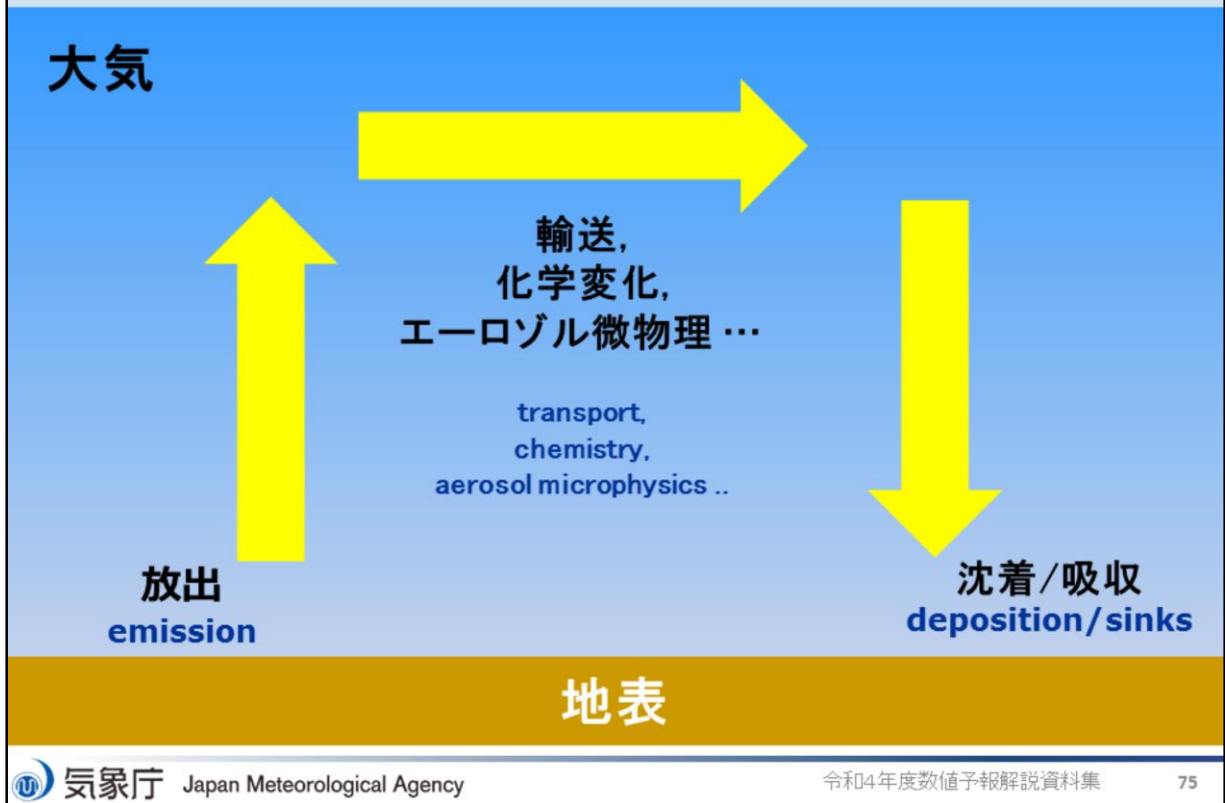 大気
輸送,
化学変化,
エーロゾル微物理 …
transport,
chemistry,
aerosol microphysics ..
放出
emission
沈着/吸収
deposition/sinks
地表
気象庁 Japan Meteorological Agency
令和4年度数値予報解説資料集
75